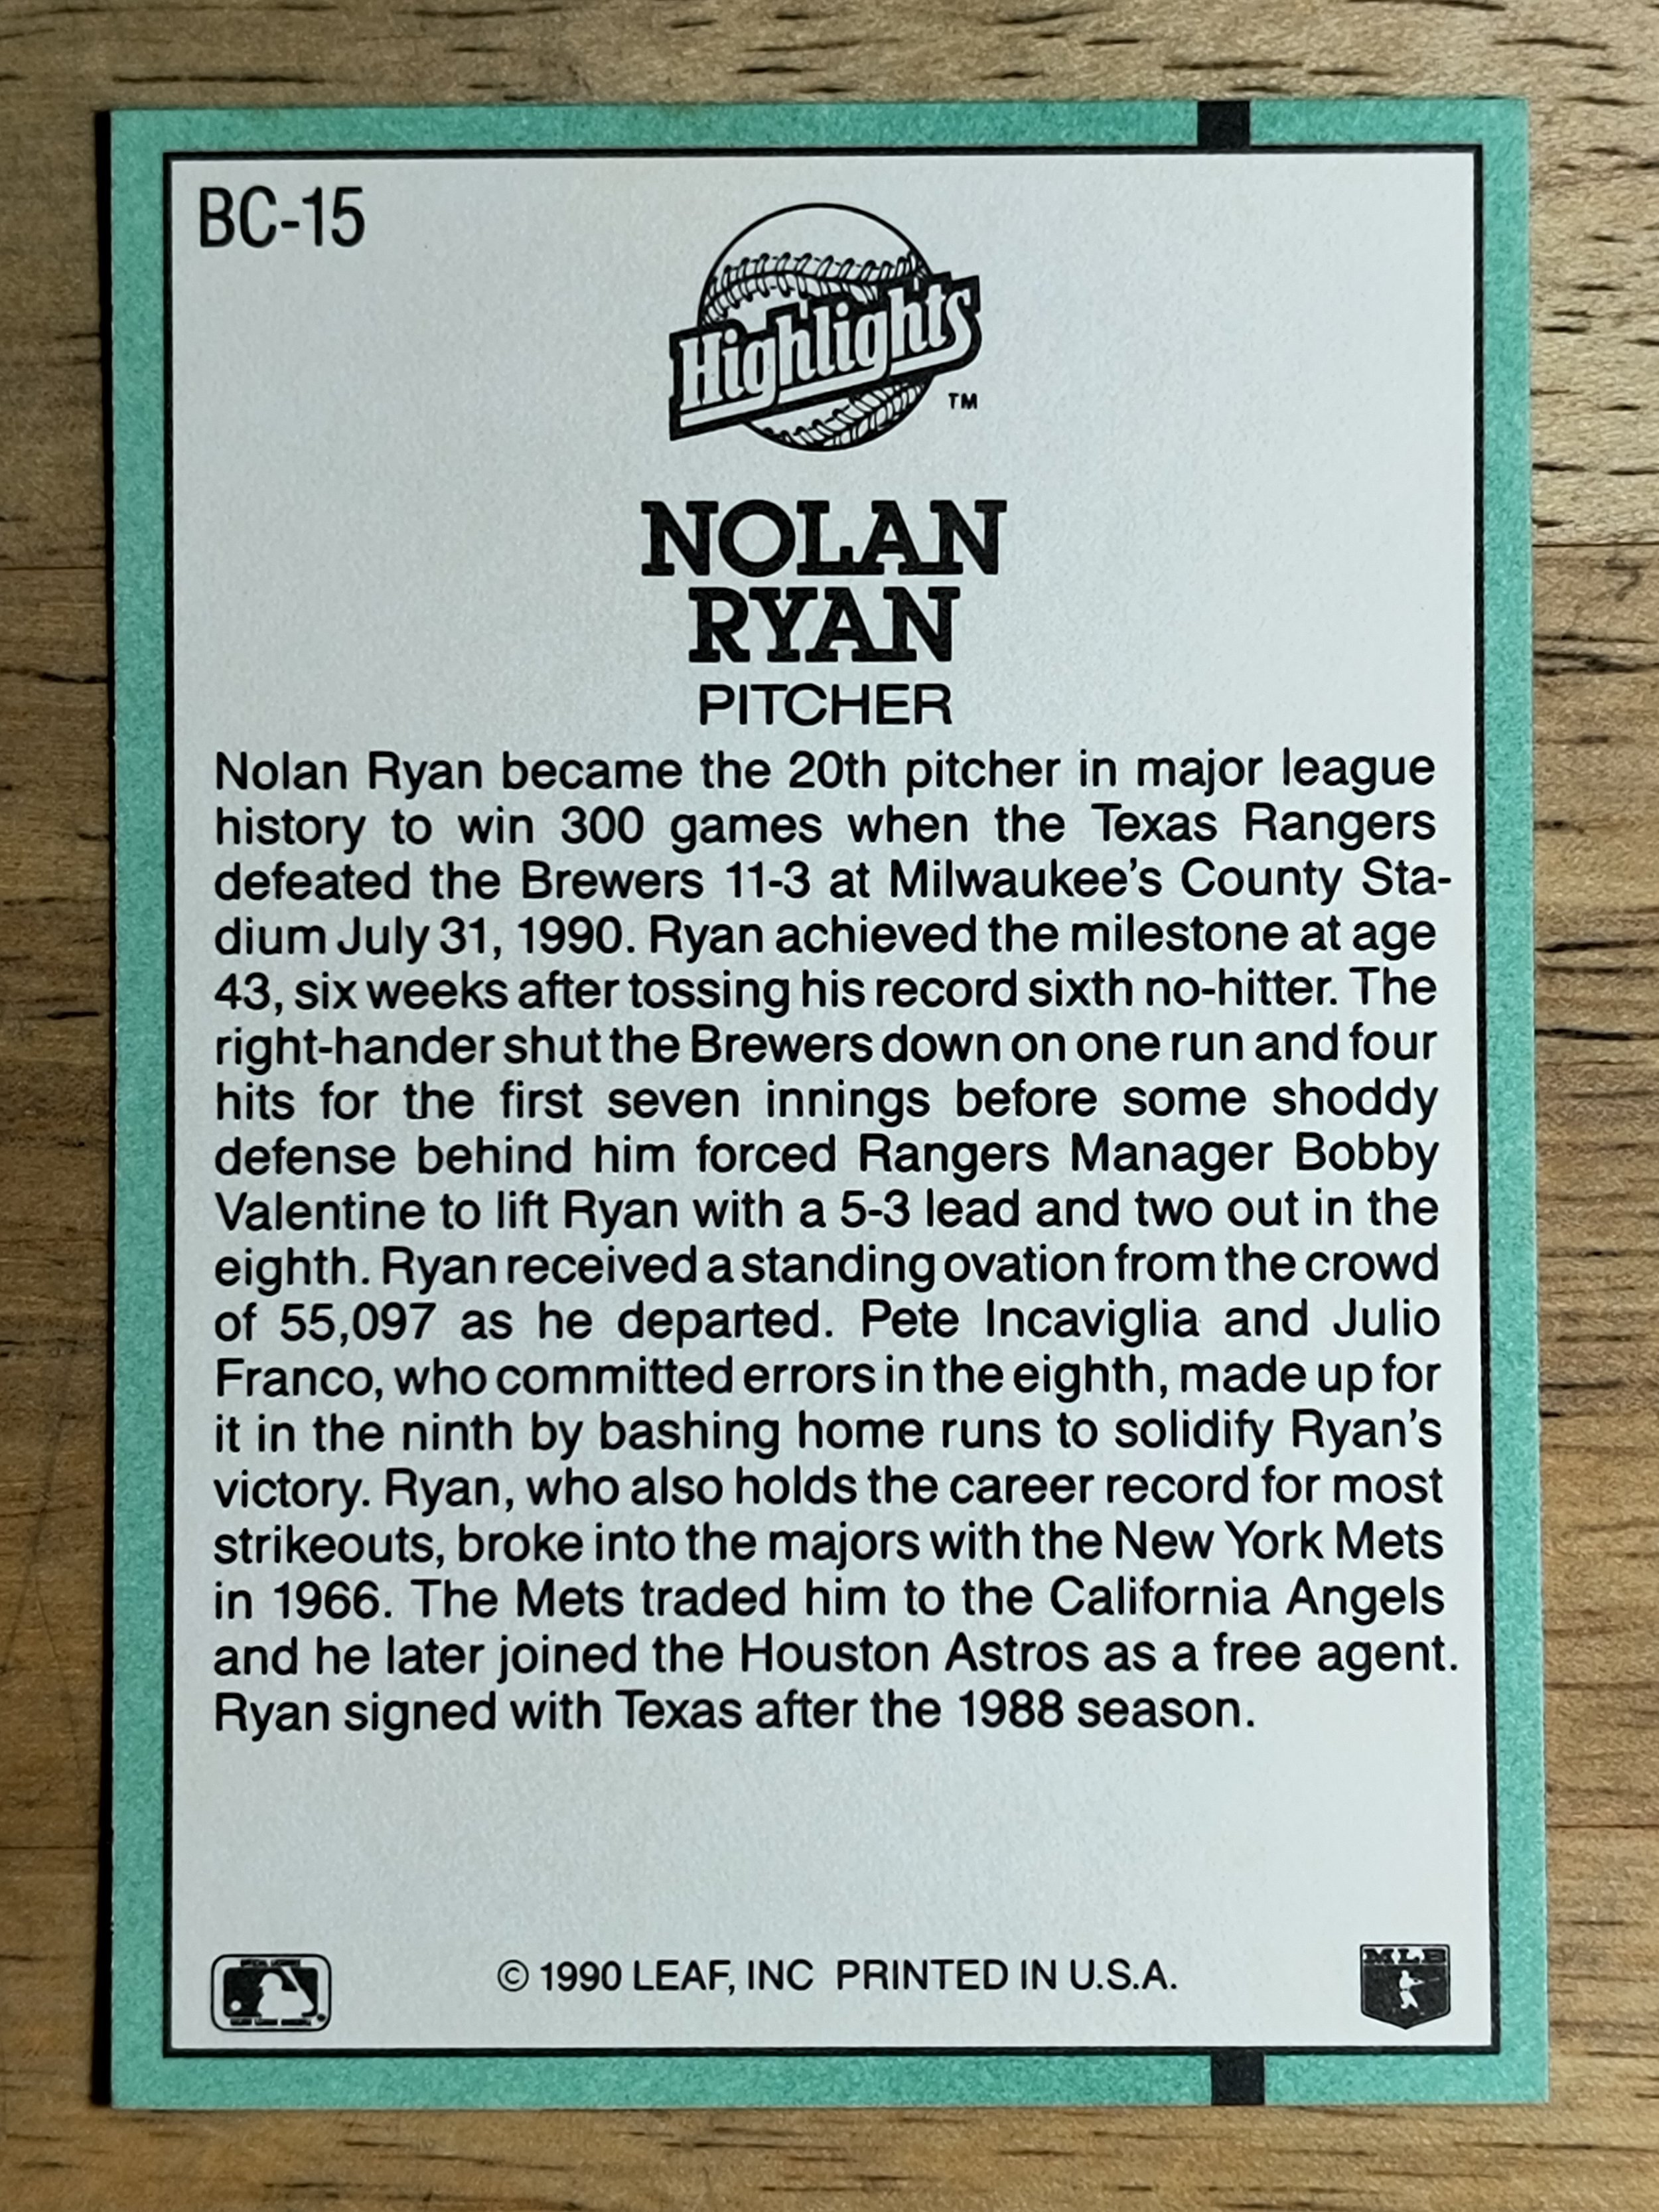 BC-15
Highlights
TM
NOLAN
RYAN
PITCHER
Nolan Ryan became the 20th pitcher in major league
history to win 300 games when the Texas Rangers
defeated the Brewers 11-3 at Milwaukee's County Sta-
dium July 31, 1990. Ryan achieved the milestone at age
43, six weeks after tossing his record sixth no-hitter. The
right-hander shut the Brewers down on one run and four
hits for the first seven innings before some shoddy
defense behind him forced Rangers Manager Bobby
Valentine to lift Ryan with a 5-3 lead and two out in the
eighth. Ryan received a standing ovation from the crowd
of 55,097 as he departed. Pete Incaviglia and Julio
Franco, who committed errors in the eighth, made up for
it in the ninth by bashing home runs to solidify Ryan's
victory. Ryan, who also holds the career record for most
strikeouts, broke into the majors with the New York Mets
in 1966. The Mets traded him to the California Angels
and he later joined the Houston Astros as a free agent.
Ryan signed with Texas after the 1988 season.
© 1990 LEAF, INC PRINTED IN U.S.A.
MLB